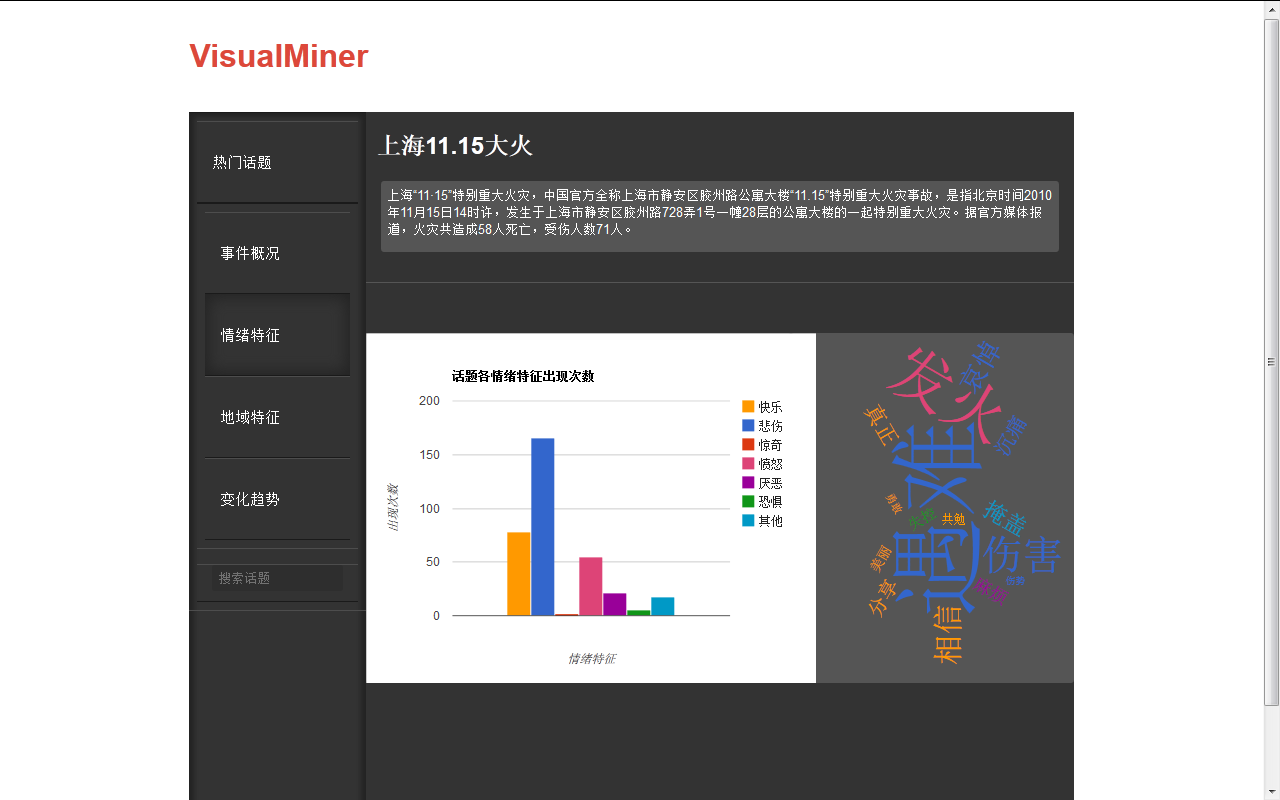 VisualMiner
热门话题
事件概况
情绪特征
地域特征
变化趋势
搜索话题
上海11.15大火
上海“11·15”特别重大火灾，中国官方全称上海市静安区胶州路公寓大楼“11.15”特别重大火灾事故，是指北京时间2010
年11月15日14时许，发生于上海市静安区胶州路728弄1号一幢28层的公寓大楼的一起特别重大火灾。据官方媒体报
道，火灾共造成58人死亡，受伤人数71人。
话题各情绪特征出现次数
200
150
100
50
0
出现次数
情绪特征
快乐
悲伤
惊奇
愤怒
厌恶
恐惧
其他
发火
真正
沉痛
遇难
失控
共勉
掩盖
伤害
美丽
分享
麻烦
相信